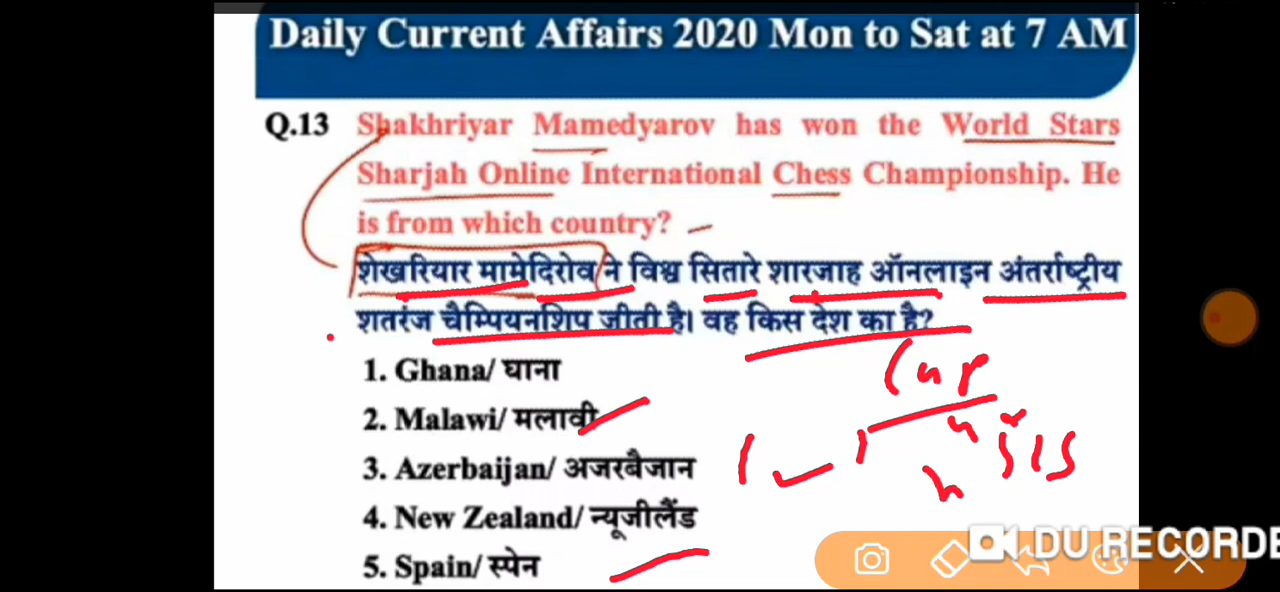 Daily Current Affairs 2020 Mon to Sat at 7 AM
Q.13 Shakhriyar Mamedyarov has won the World Stars
Sharjah Online International Chess Championship. He
is from which country?
शेखरियार मामेदिरोव ने विश्व सितारे शारजाह ऑनलाइन अंतर्राष्ट्रीय
शतरंज चैम्पियनशिप जीती है। वह किस देश का है?
1. Ghana/ घाना
2. Malawi/ मलावी
3. Azerbaijan/ अजरबैजान
4. New Zealand/ न्यूजीलैंड
5. Spain/ स्पेन
DU RECORDE